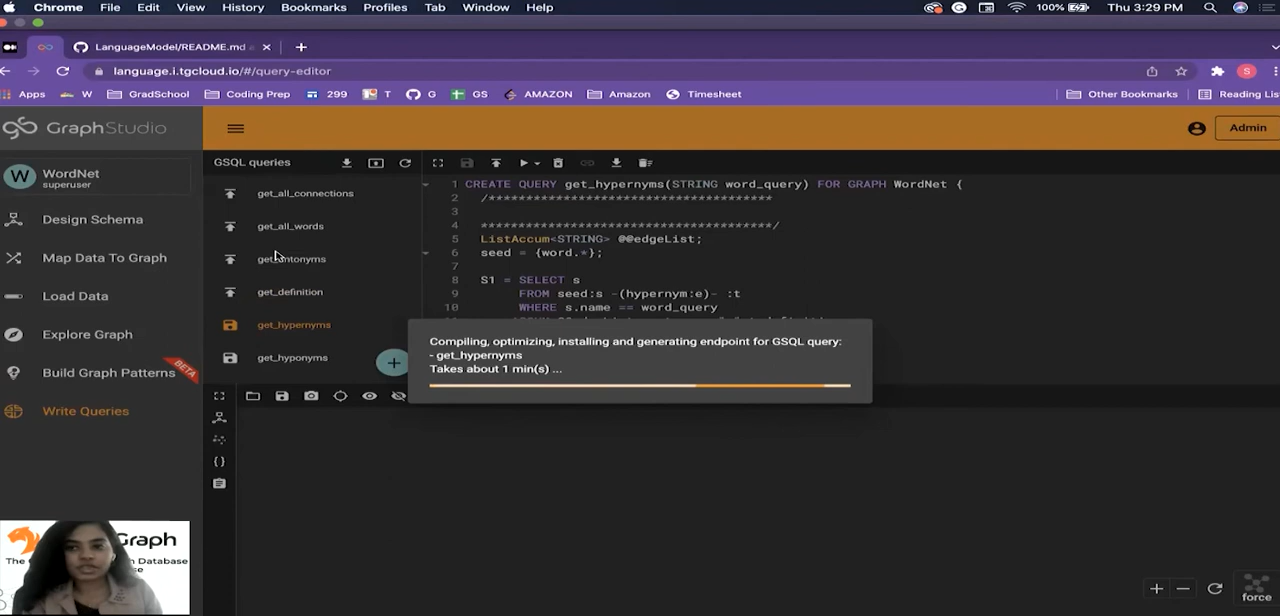 Chrome File Edit View History Bookmarks Profiles Tab Window Help 100% Thu 3:29 PM
LanguageModel/README.md
language.i.tgcloud.io/#/query-editor
Apps W GradSchool Coding Prep 299 T G GS AMAZON Amazon Timesheet Other Bookmarks Reading List
GraphStudio
Admin
W WordNet
superuser
GSQL queries
Design Schema
Map Data To Graph
Load Data
Explore Graph
Build Graph Patterns
BETA
Write Queries
get_all_connections
get_all_words
get_antonyms
get_definition
get_hypernyms
get_hyponyms
1 CREATE QUERY get_hypernyms(STRING word_query) FOR GRAPH WordNet {
2 /*************************************
3
4 *************************************/
5 ListAccum<STRING> @@edgeList;
6 seed = {word.*};
7
8 S1 = SELECT s
9 FROM seed:s -(hypernym:e)- :t
10 WHERE s.name == word_query
Compiling, optimizing, installing and generating endpoint for GSQL query:
- get_hypernyms
Takes about 1 min(s) ...
force
Graph
Database